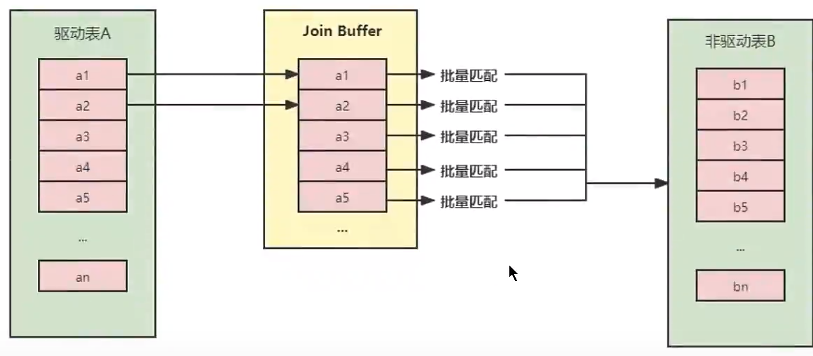 驱动表A
a1
a2
a3
a4
a5
...
an
Join Buffer
a1
a2
a3
a4
a5
...
批量匹配
批量匹配
批量匹配
批量匹配
批量匹配
非驱动表B
b1
b2
b3
b4
b5
...
bn